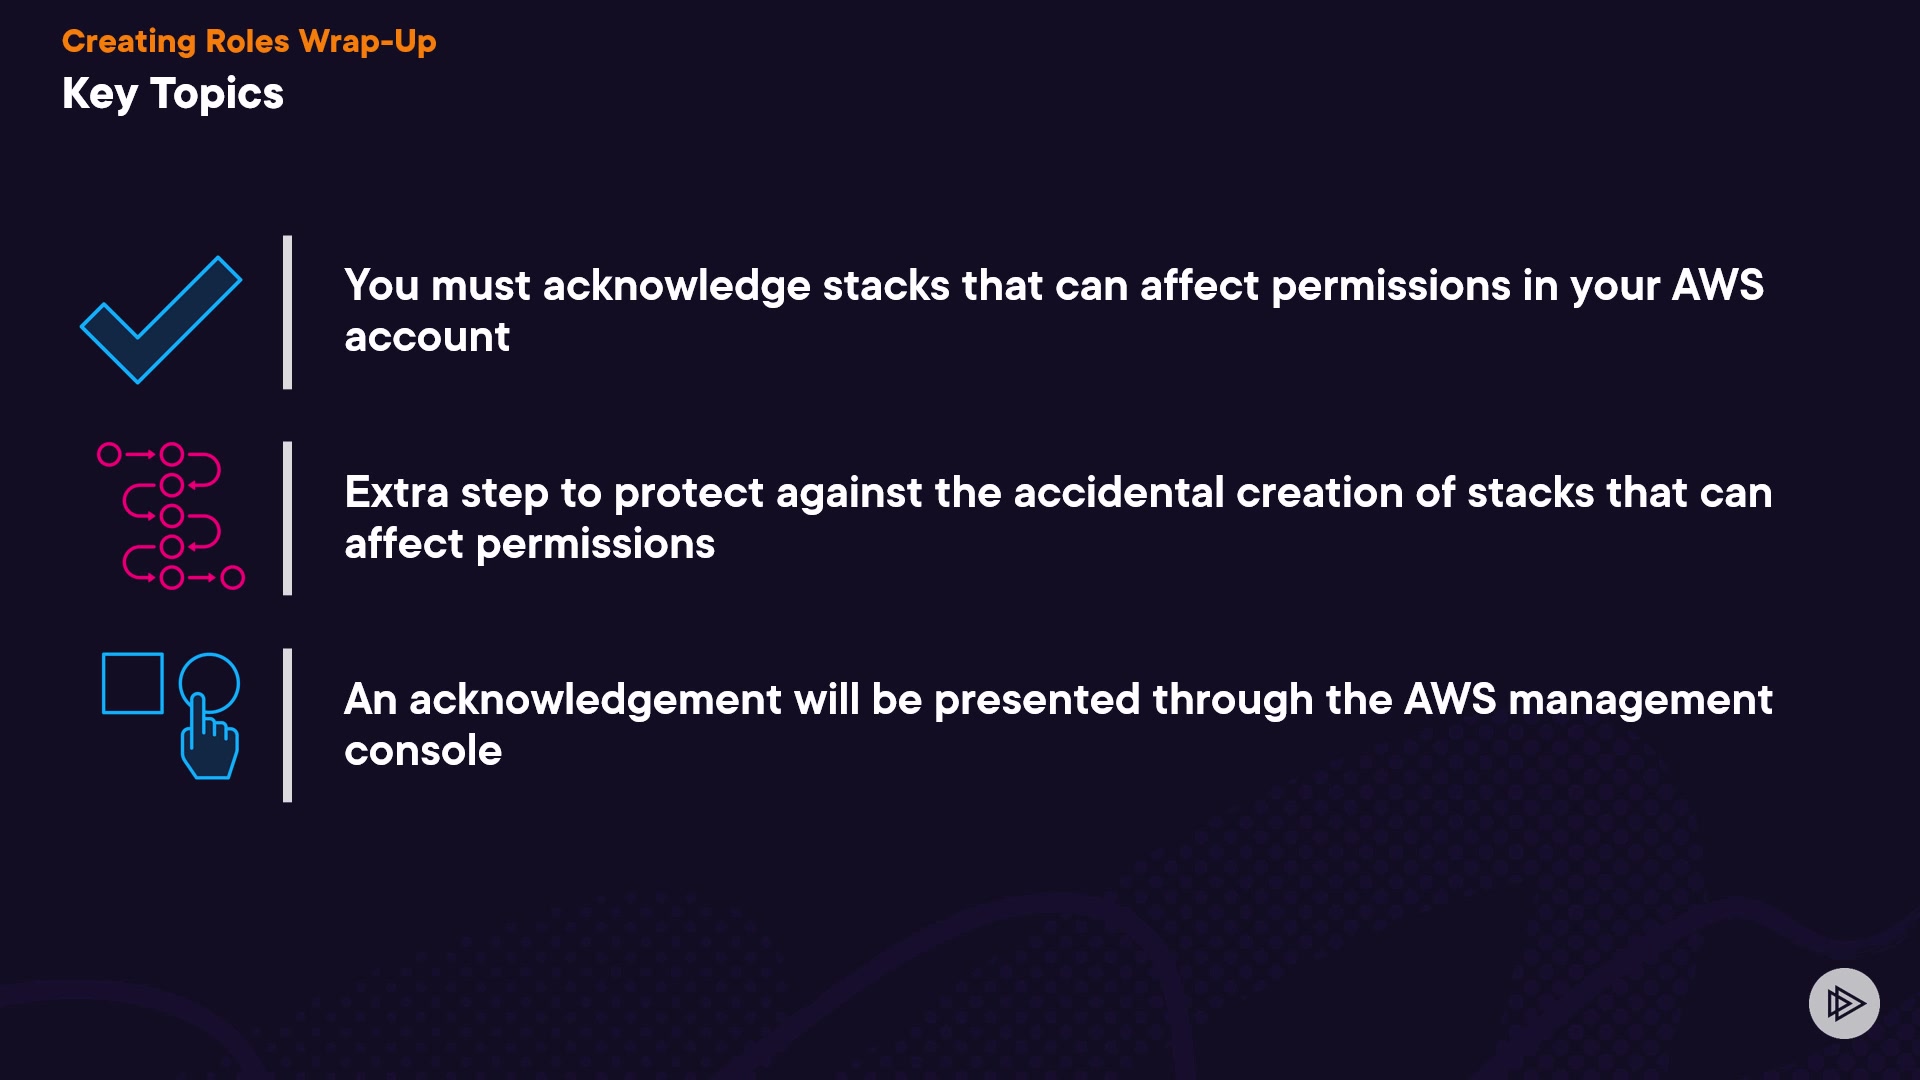 Creating Roles Wrap-Up
Key Topics
You must acknowledge stacks that can affect permissions in your AWS
account
Extra step to protect against the accidental creation of stacks that can
affect permissions
An acknowledgement will be presented through the AWS management
console